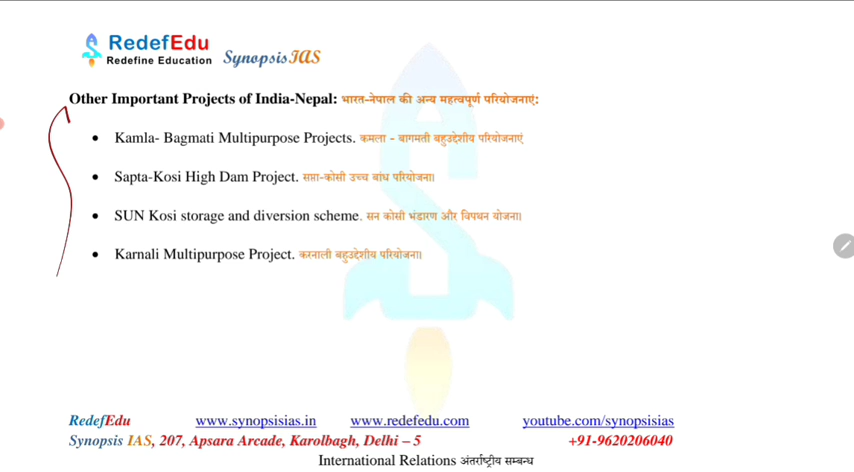 RedefEdu
Redefine Education SynopsisIAS
Other Important Projects of India-Nepal: भारत-नेपाल की अन्य महत्वपूर्ण परियोजनाएं:
• Kamla- Bagmati Multipurpose Projects. कमला - बागमती बहुउद्देशीय परियोजनाएं
• Sapta-Kosi High Dam Project. सप्ता-कोसी उच्च बांध परियोजना।
• SUN Kosi storage and diversion scheme. सन कोसी भंडारण और विपथन योजना।
• Karnali Multipurpose Project. करनाली बहुउद्देशीय परियोजना।
RedefEdu www.synopsisias.in www.redefedu.com youtube.com/synopsisias
Synopsis IAS, 207, Apsara Arcade, Karolbagh, Delhi – 5 +91-9620206040
International Relations अंतर्राष्ट्रीय सम्बन्ध